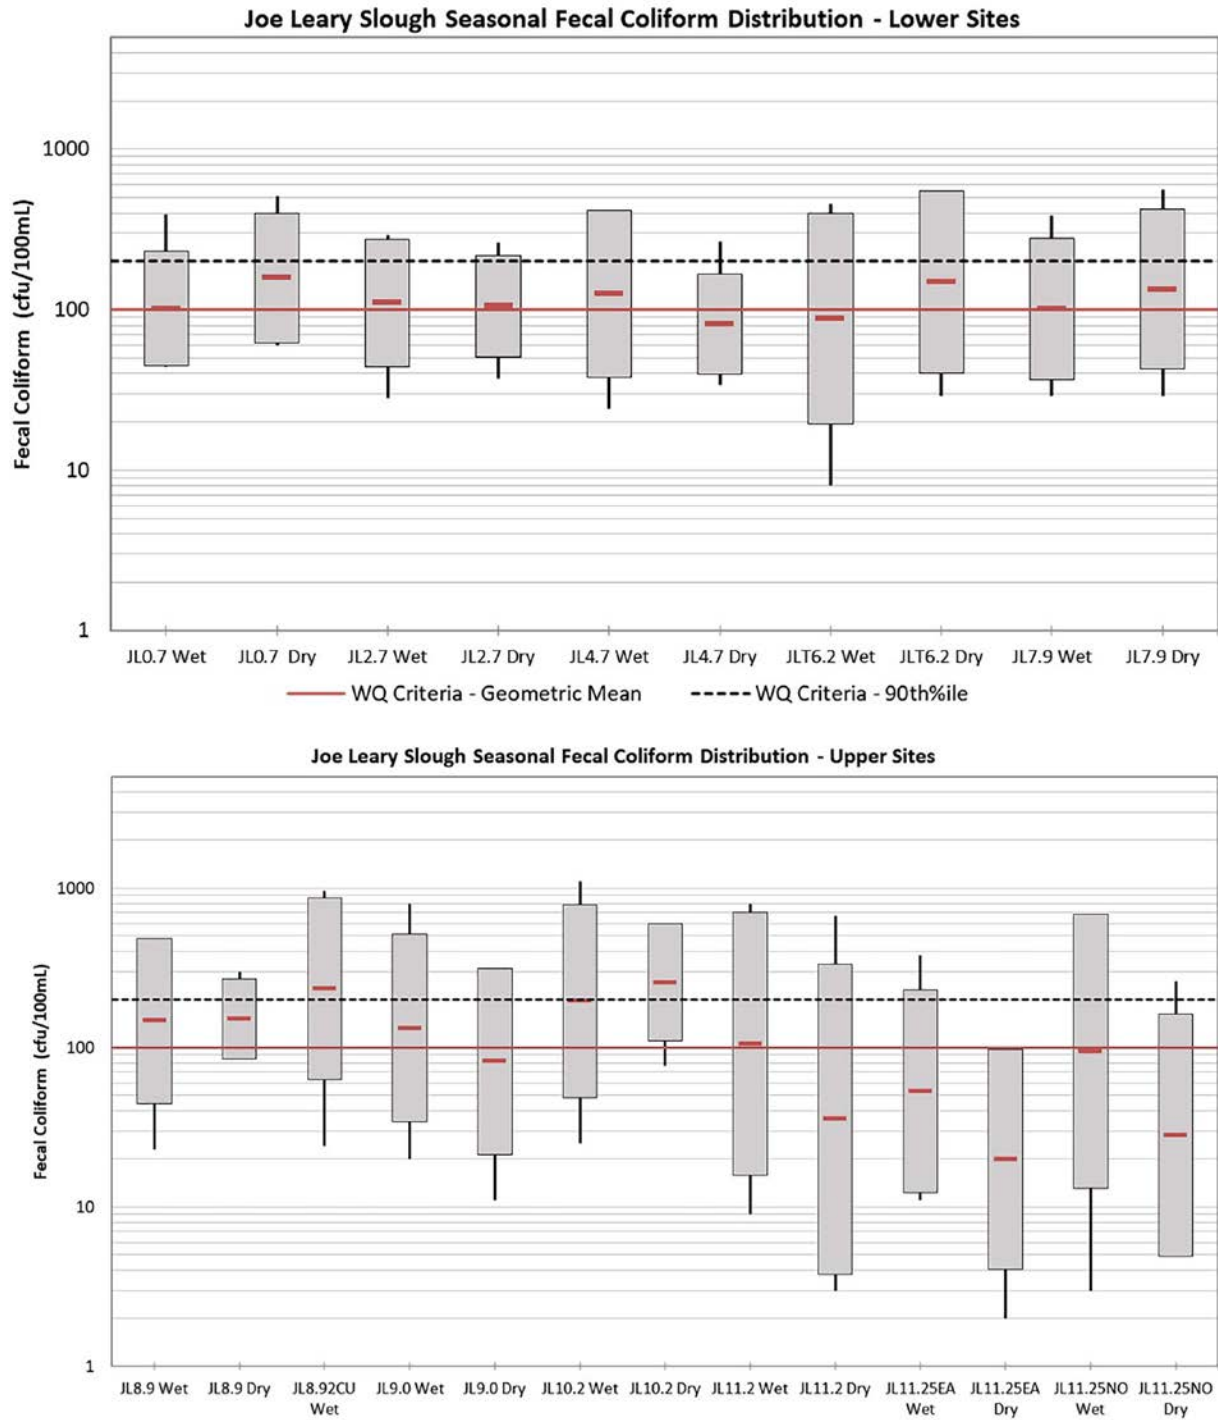 Joe Leary Slough Seasonal Fecal Coliform Distribution - Lower Sites
Fecal Coliform (cfu/100mL)
1000
100
10
1
JL0.7 Wet JL0.7 Dry JL2.7 Wet JL2.7 Dry JL4.7 Wet JL4.7 Dry JLT6.2 Wet JLT6.2 Dry JL7.9 Wet JL7.9 Dry
WQ Criteria - Geometric Mean WQ Criteria - 90th%ile
Joe Leary Slough Seasonal Fecal Coliform Distribution - Upper Sites
Fecal Coliform (cfu/100mL)
1000
100
10
1
JL8.9 Wet JL8.9 Dry JL8.92CU JL9.0 Wet JL9.0 Dry JL10.2 Wet JL10.2 Dry JL11.2 Wet JL11.2 Dry JL11.25EA JL11.25EA JL11.25NO JL11.25NO
Wet Wet Dry Wet Dry